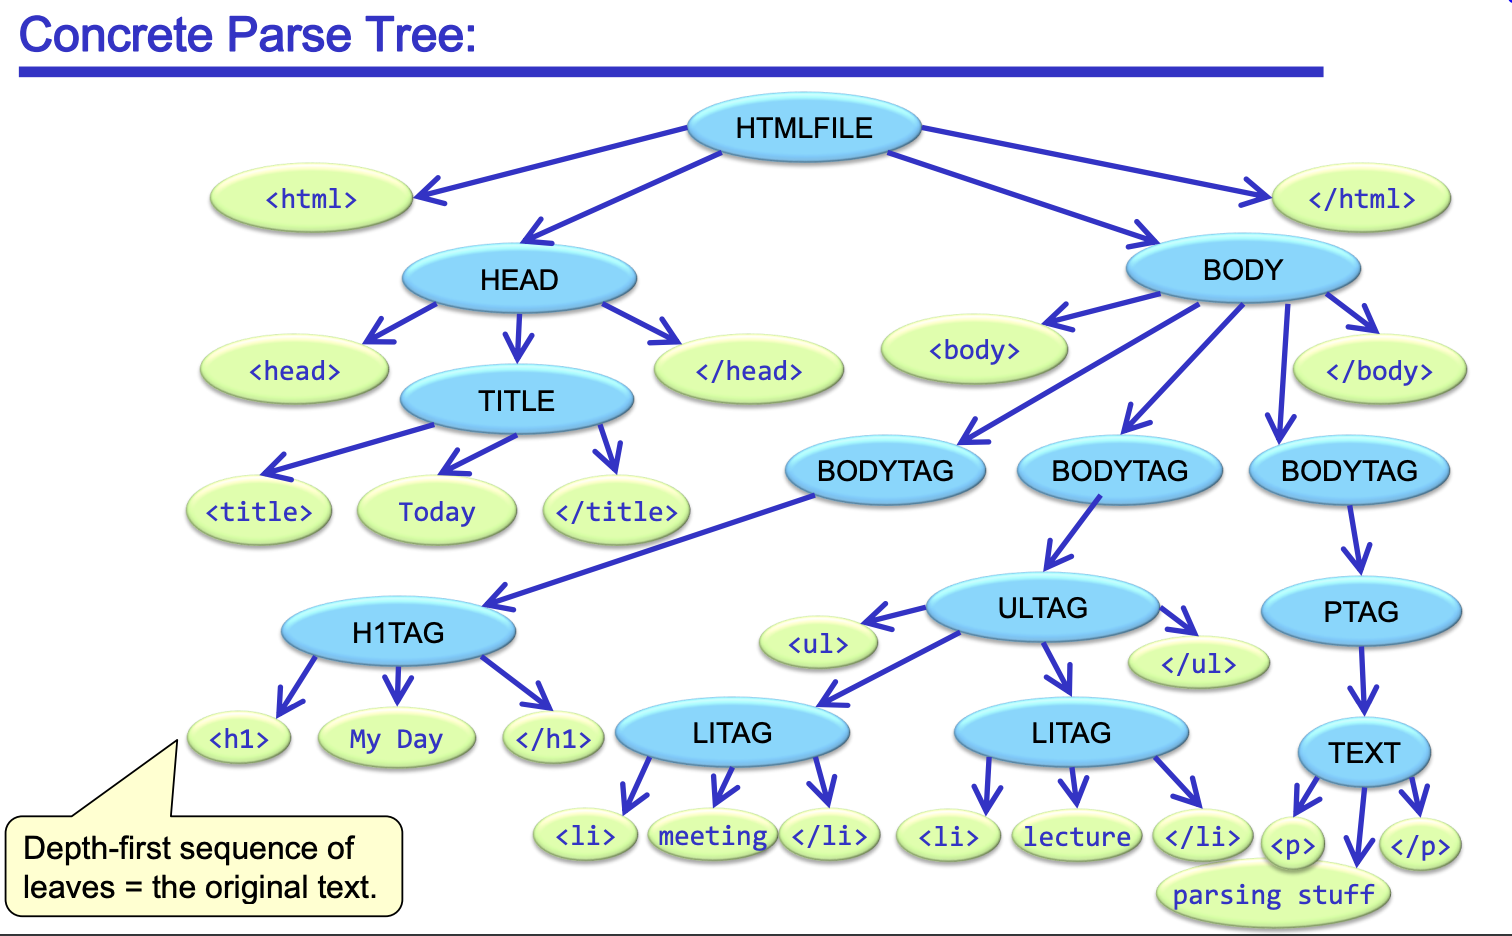 Concrete Parse Tree:
HTMLFILE
<html>
</html>
HEAD
BODY
<head>
</head>
<body>
</body>
TITLE
BODYTAG
BODYTAG
BODYTAG
<title>
Today
</title>
H1TAG
ULTAG
PTAG
<ul>
</ul>
<h1>
My Day
</h1>
LITAG
LITAG
TEXT
<li>
meeting
</li>
<li>
lecture
</li>
<p>
</p>
parsing stuff
Depth-first sequence of
leaves = the original text.